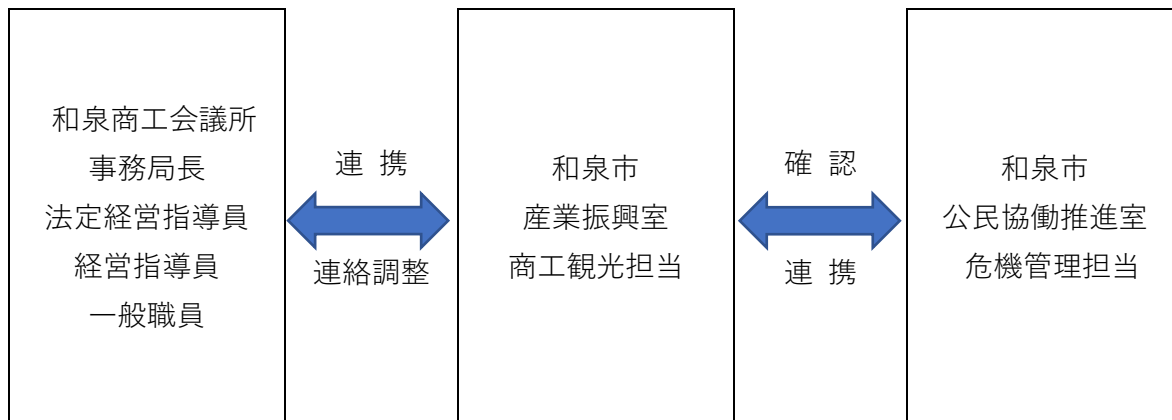 和泉商工会議所
事務局長
法定経営指導員
経営指導員
一般職員
連 携
連絡調整
和泉市
産業振興室
商工観光担当
確 認
連 携
和泉市
公民協働推進室
危機管理担当